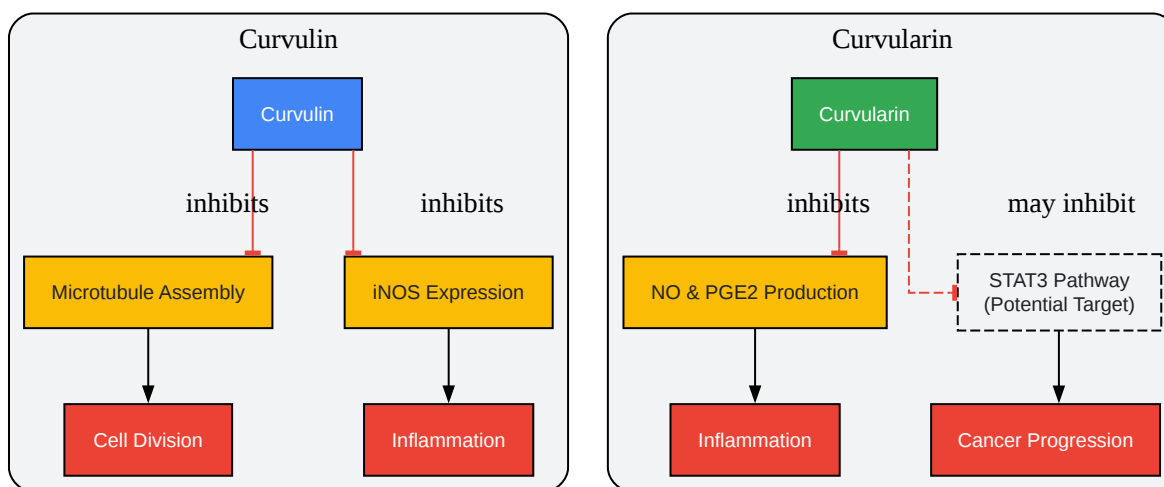 Curvulin
Curvularin
Curvulin
Curvularin
inhibits
inhibits
inhibits
may inhibit
Microtubule Assembly
iNOS Expression
NO & PGE2 Production
STAT3 Pathway
(Potential Target)
Cell Division
Inflammation
Inflammation
Cancer Progression